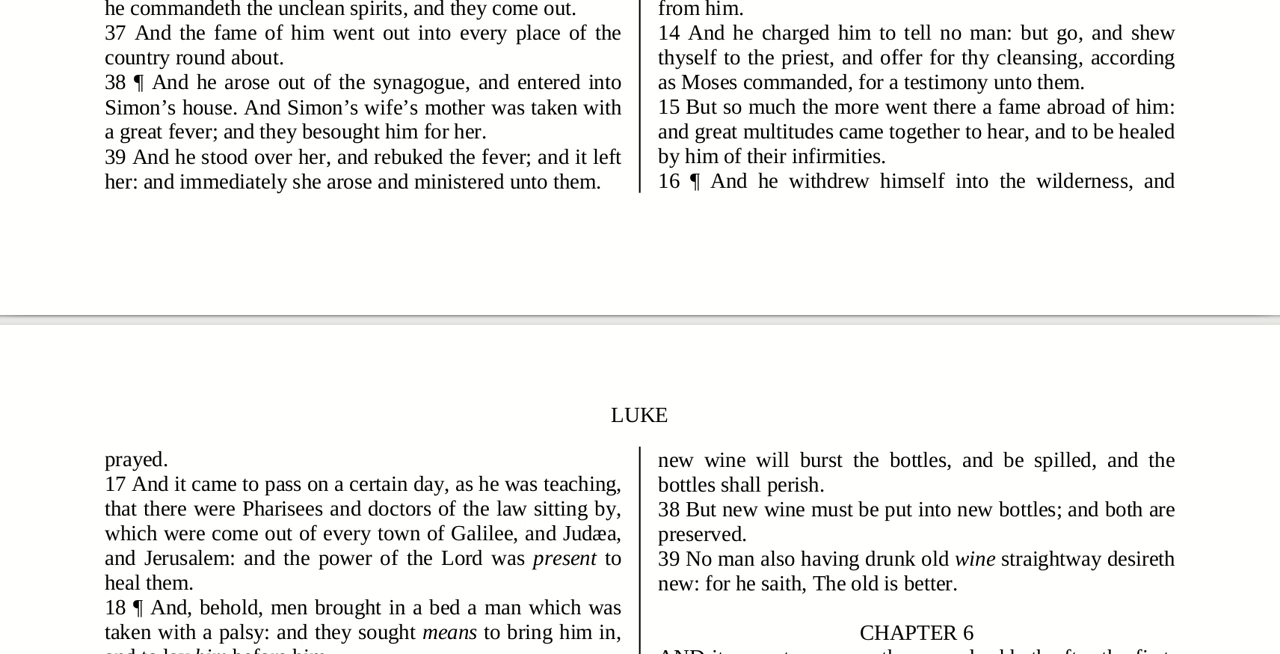 he commandeth the unclean spirits, and they come out.
37 And the fame of him went out into every place of the
country round about.
38 ¶ And he arose out of the synagogue, and entered into
Simon’s house. And Simon’s wife’s mother was taken with
a great fever; and they besought him for her.
39 And he stood over her, and rebuked the fever; and it left
her: and immediately she arose and ministered unto them.
from him.
14 And he charged him to tell no man: but go, and shew
thyself to the priest, and offer for thy cleansing, according
as Moses commanded, for a testimony unto them.
15 But so much the more went there a fame abroad of him:
and great multitudes came together to hear, and to be healed
by him of their infirmities.
16 ¶ And he withdrew himself into the wilderness, and
LUKE
prayed.
17 And it came to pass on a certain day, as he was teaching,
that there were Pharisees and doctors of the law sitting by,
which were come out of every town of Galilee, and Judæa,
and Jerusalem: and the power of the Lord was present to
heal them.
18 ¶ And, behold, men brought in a bed a man which was
taken with a palsy: and they sought means to bring him in,
new wine will burst the bottles, and be spilled, and the
bottles shall perish.
38 But new wine must be put into new bottles; and both are
preserved.
39 No man also having drunk old wine straightway desireth
new: for he saith, The old is better.
CHAPTER 6